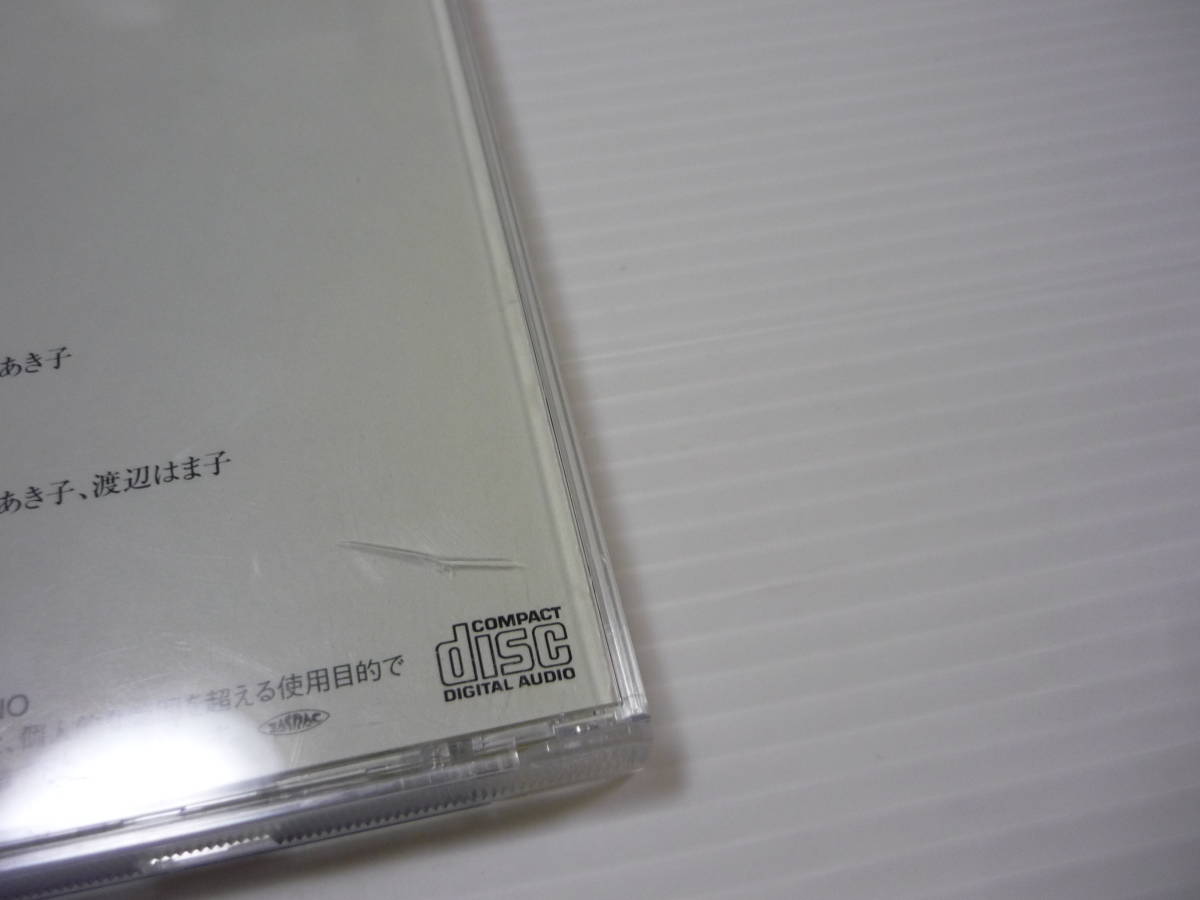 あき子
あき子、渡辺はま子
COMPACT
disc
DIGITAL AUDIO
を超える使用目的で